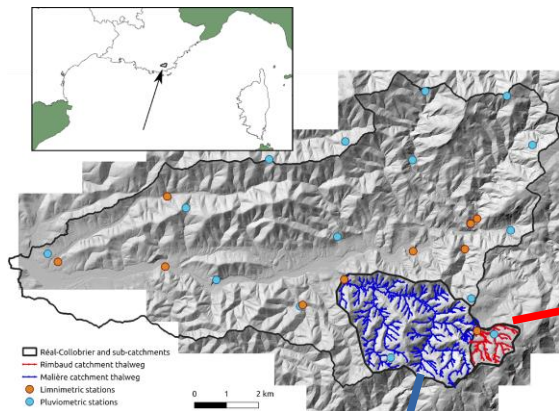 Réal-Collobrier and sub-catchments
Rimbaud catchment thalweg
Malière catchment thalweg
Limnimetric stations
Pluviometric stations
0 1 2 km